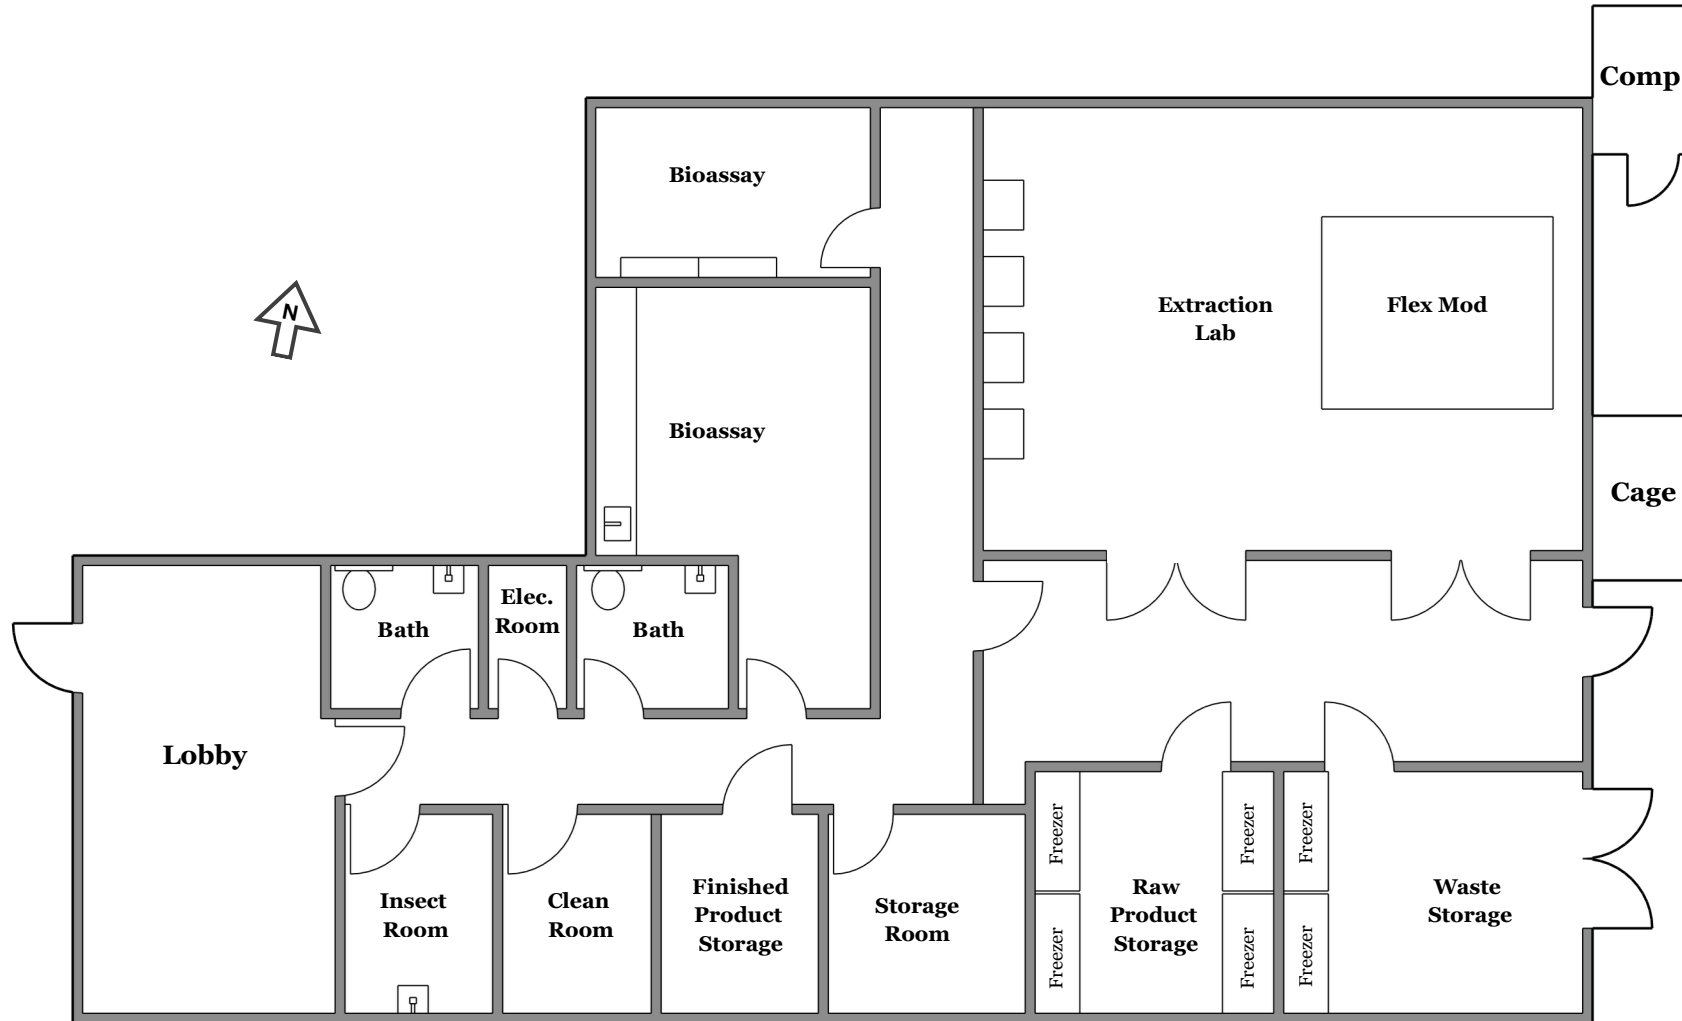 Comp
Bioassay
Extraction
Lab
Flex Mod
N
Bioassay
Cage
Elec.
Room
Bath
Bath
Lobby
Insect
Room
Clean
Room
Finished
Product
Storage
Storage
Room
Freezer
Freezer
Raw
Product
Storage
Freezer
Freezer
Freezer
Freezer
Waste
Storage